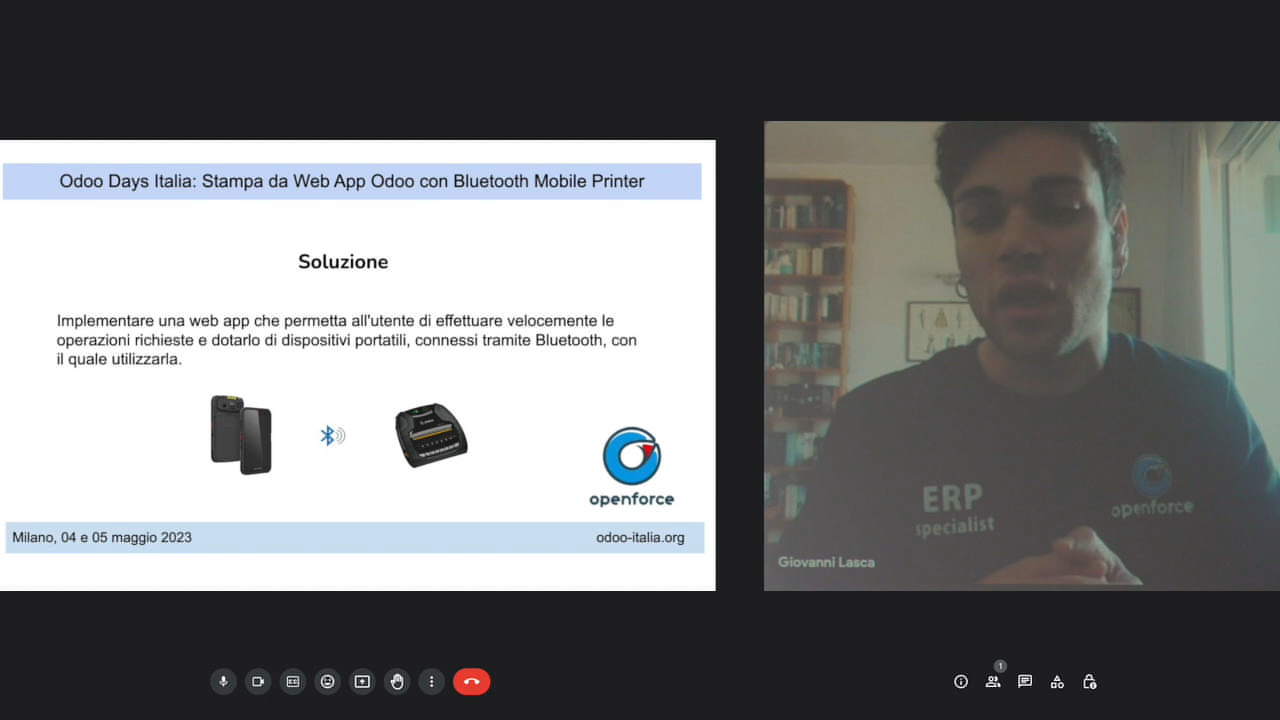 Odoo Days Italia: Stampa da Web App Odoo con Bluetooth Mobile Printer
Soluzione
Implementare una web app che permetta all'utente di effettuare velocemente le
operazioni richieste e dotarlo di dispositivi portatili, connessi tramite Bluetooth, con
il quale utilizzarla.
openforce
Milano, 04 e 05 maggio 2023
odoo-italia.org
ERP
specialist
openforce
Giovanni Lasca
1